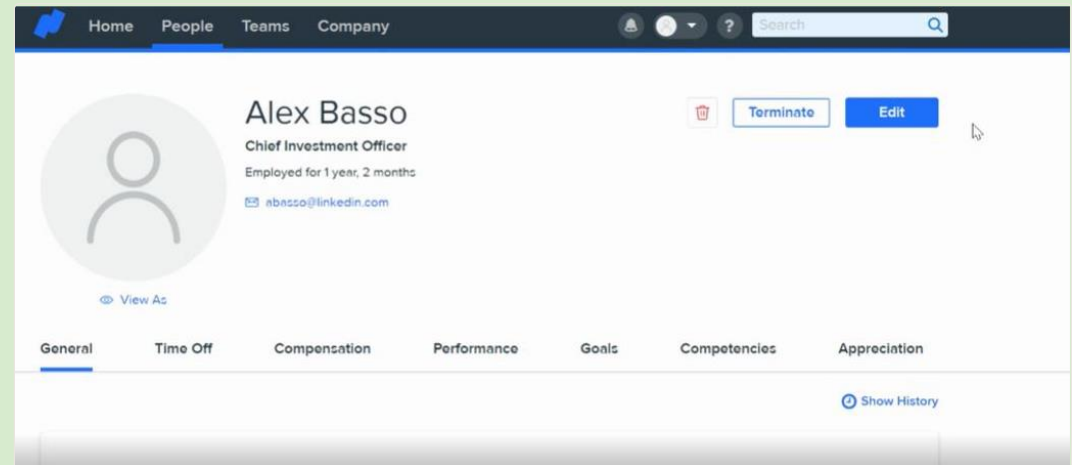 Home People Teams Company ? Search
Alex Basso
Terminate Edit
Chief Investment Officer
Employed for 1 year, 2 months
abasso@linkedin.com
View As
General Time Off Compensation Performance Goals Competencies Appreciation
Show History